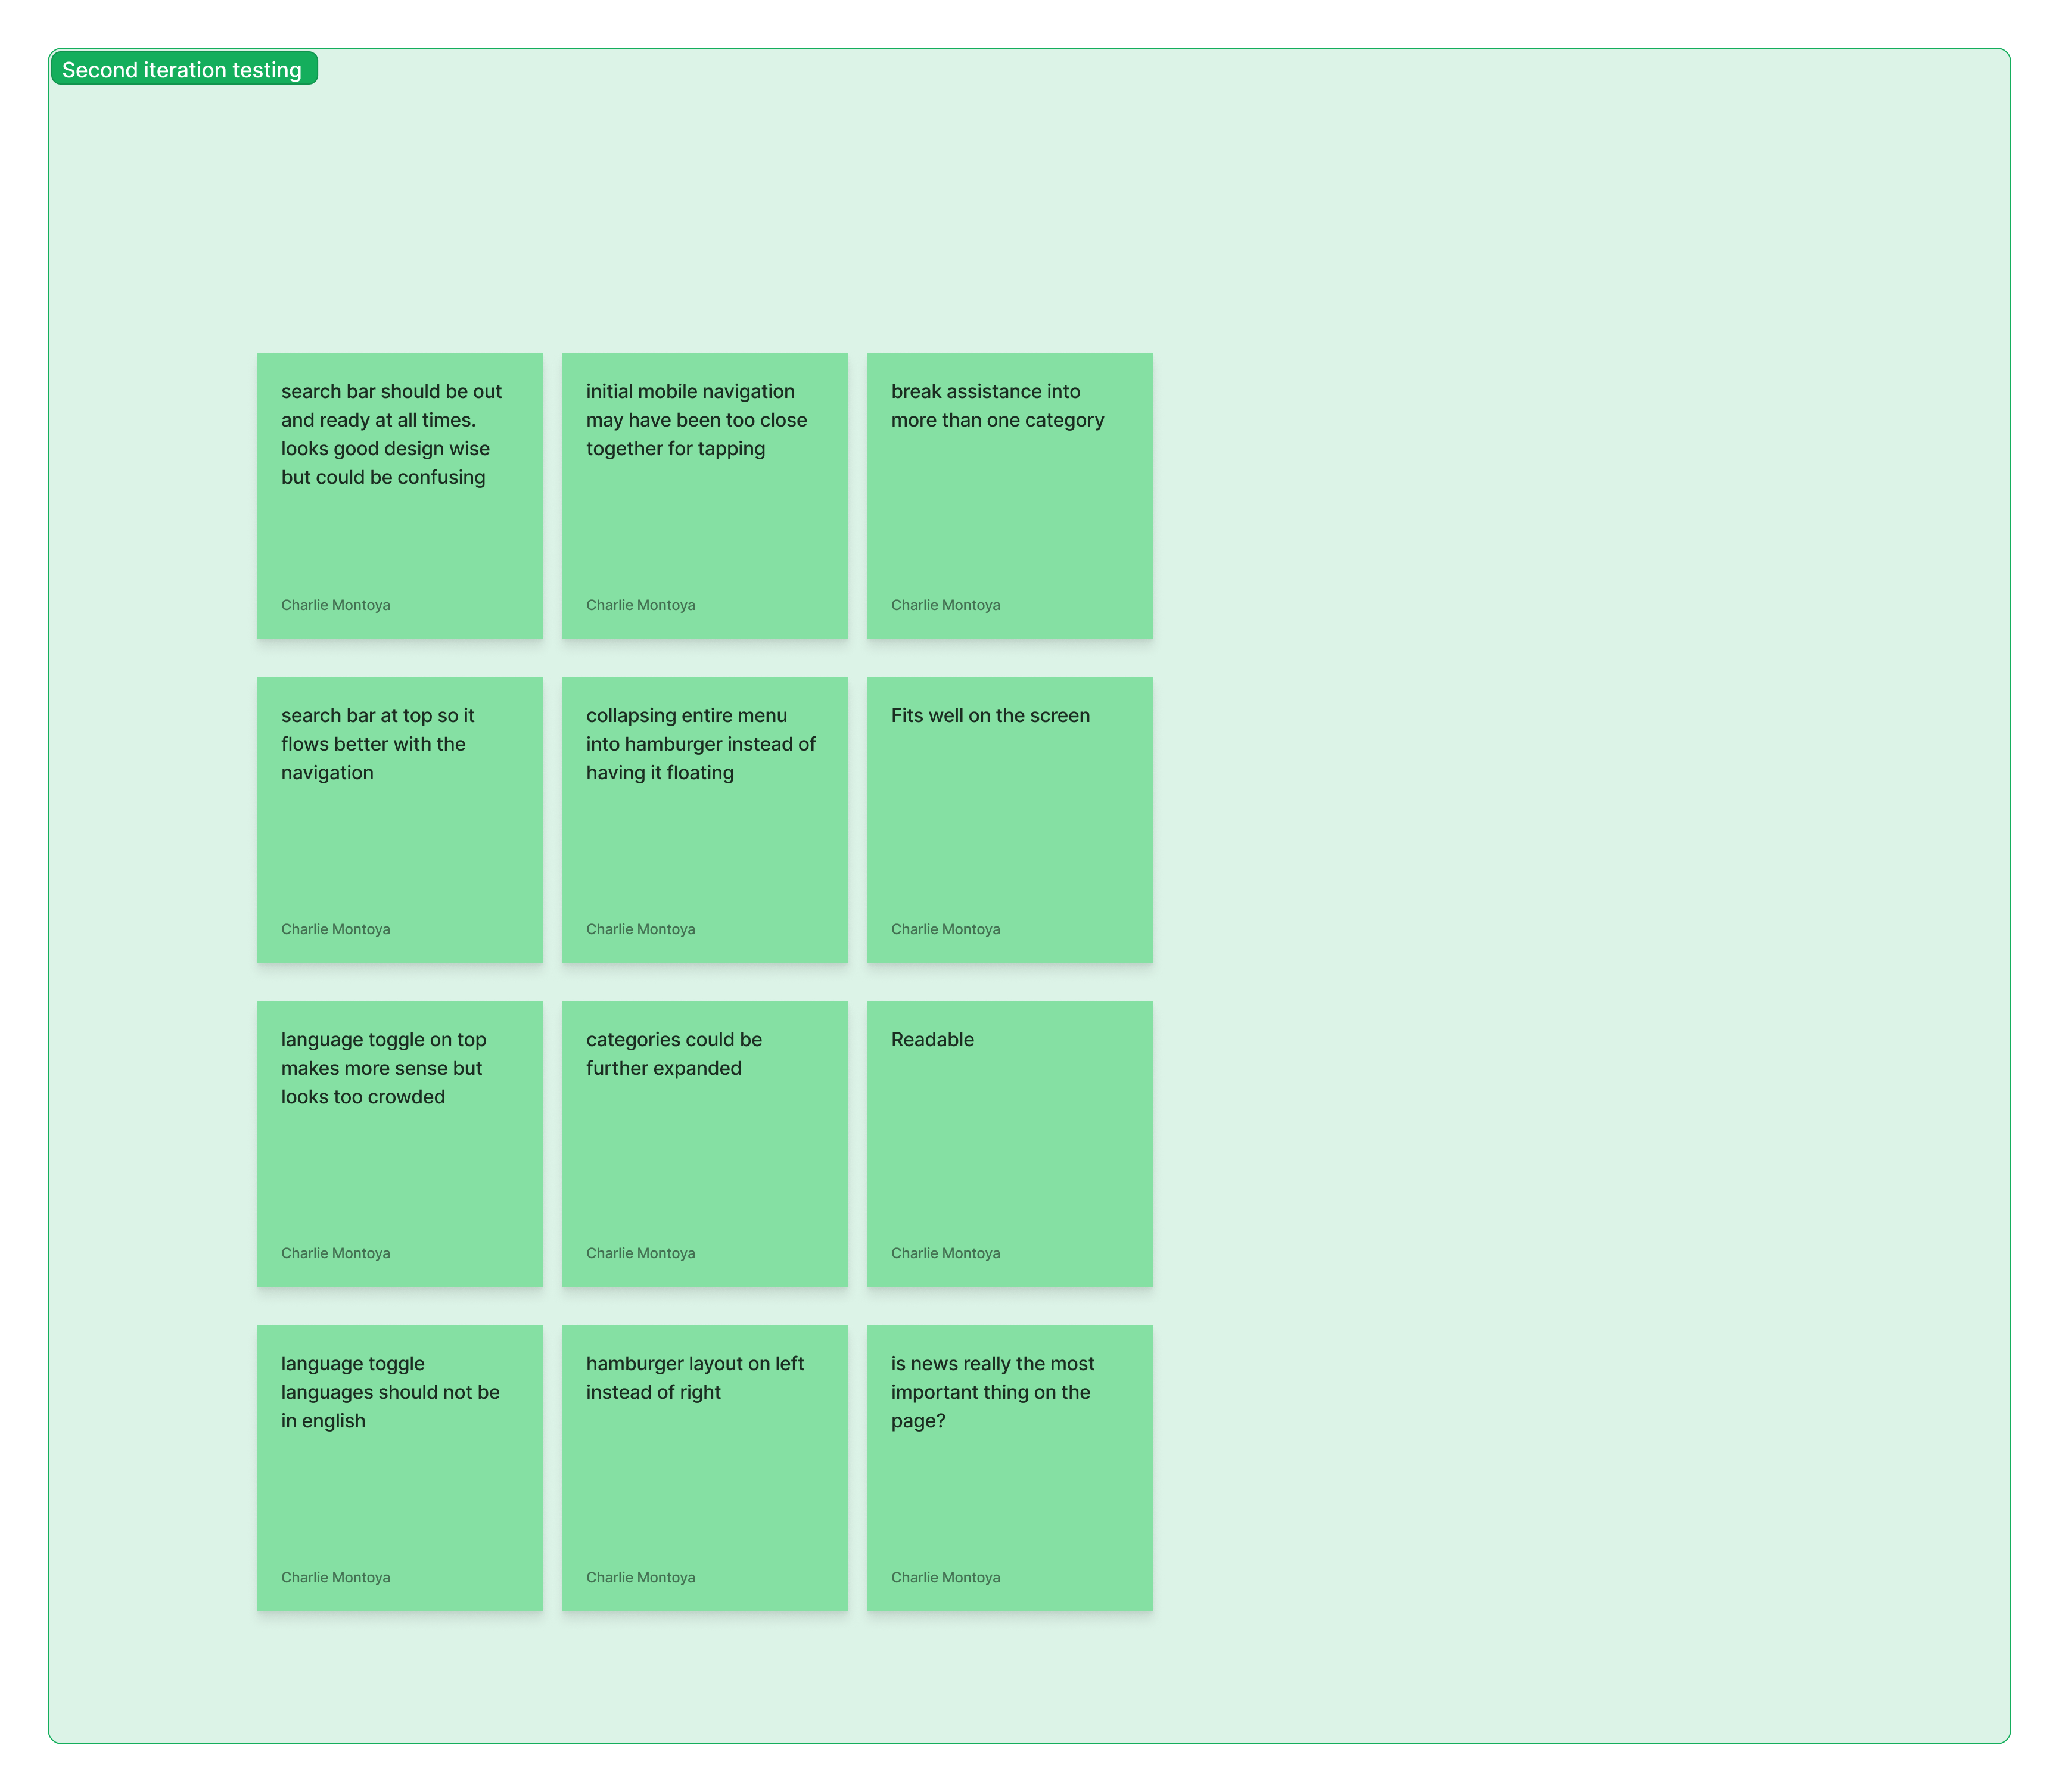 Second iteration testing
search bar should be out
and ready at all times.
looks good design wise
but could be confusing
Charlie Montoya
initial mobile navigation
may have been too close
together for tapping
Charlie Montoya
break assistance into
more than one category
Charlie Montoya
search bar at top so it
flows better with the
navigation
Charlie Montoya
collapsing entire menu
into hamburger instead of
having it floating
Charlie Montoya
Fits well on the screen
Charlie Montoya
language toggle on top
makes more sense but
looks too crowded
Charlie Montoya
categories could be
further expanded
Charlie Montoya
Readable
Charlie Montoya
language toggle
languages should not be
in english
Charlie Montoya
hamburger layout on left
instead of right
Charlie Montoya
is news really the most
important thing on the
page?
Charlie Montoya